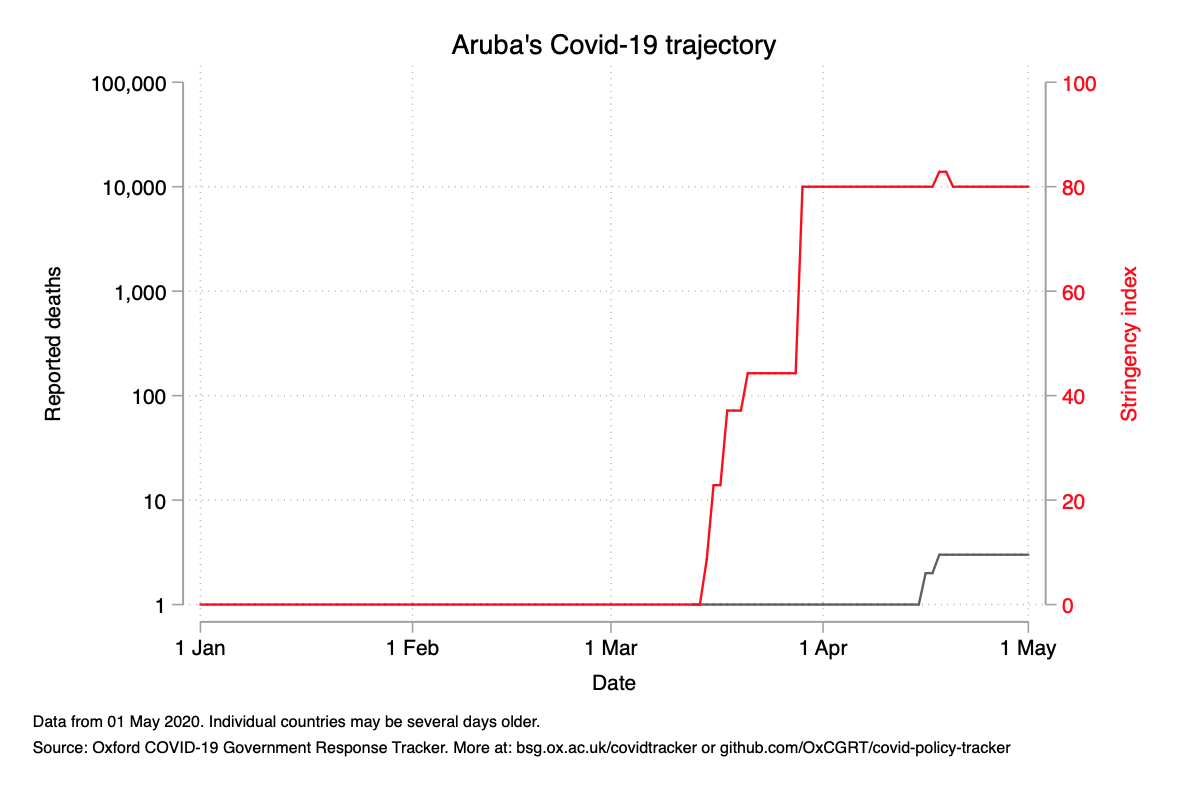 Aruba's Covid-19 trajectory
100,000
10,000
1,000
100
10
1
Reported deaths
100
80
60
40
20
0
Stringency index
1 Jan
1 Feb
1 Mar
1 Apr
1 May
Date
Data from 01 May 2020. Individual countries may be several days older.
Source: Oxford COVID-19 Government Response Tracker. More at: bsg.ox.ac.uk/covidtracker or github.com/OxCGRT/covid-policy-tracker